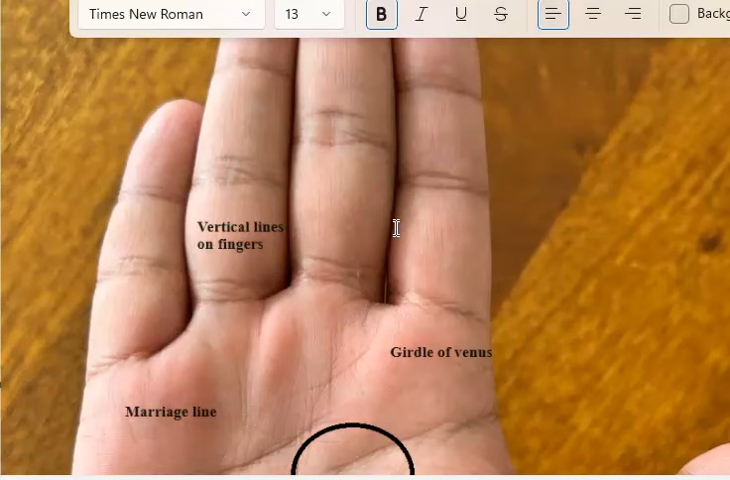 Times New Roman
13
B I U S
Backg
Vertical lines
on fingers
Girdle of venus
Marriage line